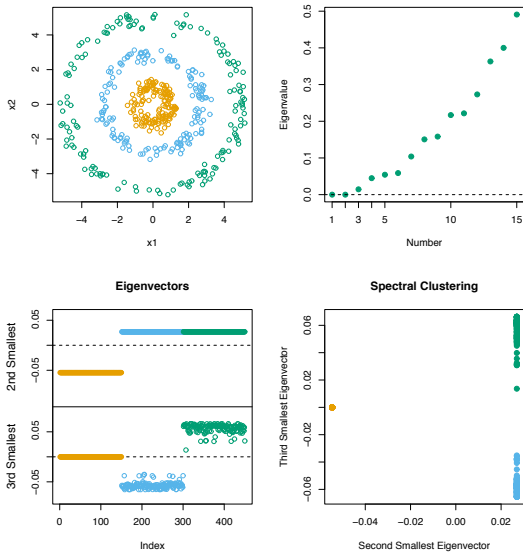 4
2
0
−2
−4
x2
−4 −2 0 2 4
x1
0.5
0.4
0.3
0.2
0.1
0.0
Eigenvalue
1 3 5 10 15
Number
Eigenvectors
0.05
−0.05
2nd Smallest
0.05
−0.05
3rd Smallest
0 100 200 300 400
Index
Spectral Clustering
0.06
0.02
−0.02
−0.06
Third Smallest Eigenvector
−0.04 −0.02 0.00 0.02
Second Smallest Eigenvector